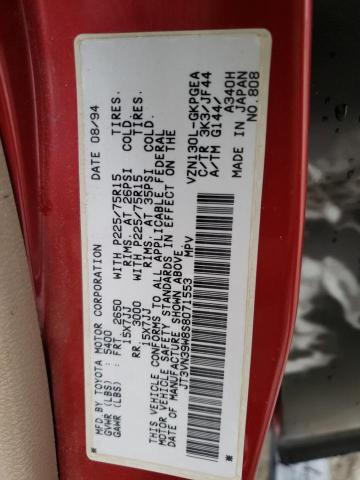 MFD BY TOYOTA MOTOR CORPORATION DATE 08/94
GVWR (LBS) : 5400
GAWR (LBS) : FR: 2650 WITH P225/75R15 TIRES.
15X7JJ RIMS, AT 26PSI COLD.
RR: 3000 WITH P225/75R15 TIRES.
15X7JJ RIMS, AT 35PSI COLD.
THIS VEHICLE CONFORMS TO ALL APPLICABLE FEDERAL
MOTOR VEHICLE SAFETY STANDARDS IN EFFECT ON THE
DATE OF MANUFACTURE SHOWN ABOVE.
JT3VN39W8S8071553 MPV
VZN130L-GKPGEA
C/TR 3K3/JF44
A/TM G144/ A340H
MADE IN JAPAN
NO.808